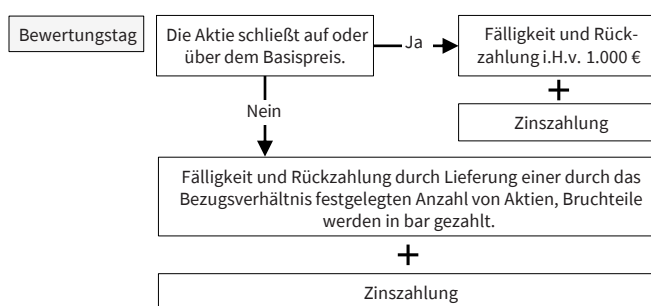 Bewertungstag
Die Aktie schließt auf oder
über dem Basispreis.
Ja
Fälligkeit und Rück-
zahlung i.H.v. 1.000 €
+
Zinszahlung
Nein
Fälligkeit und Rückzahlung durch Lieferung einer durch das
Bezugsverhältnis festgelegten Anzahl von Aktien, Bruchteile
werden in bar gezahlt.
+
Zinszahlung